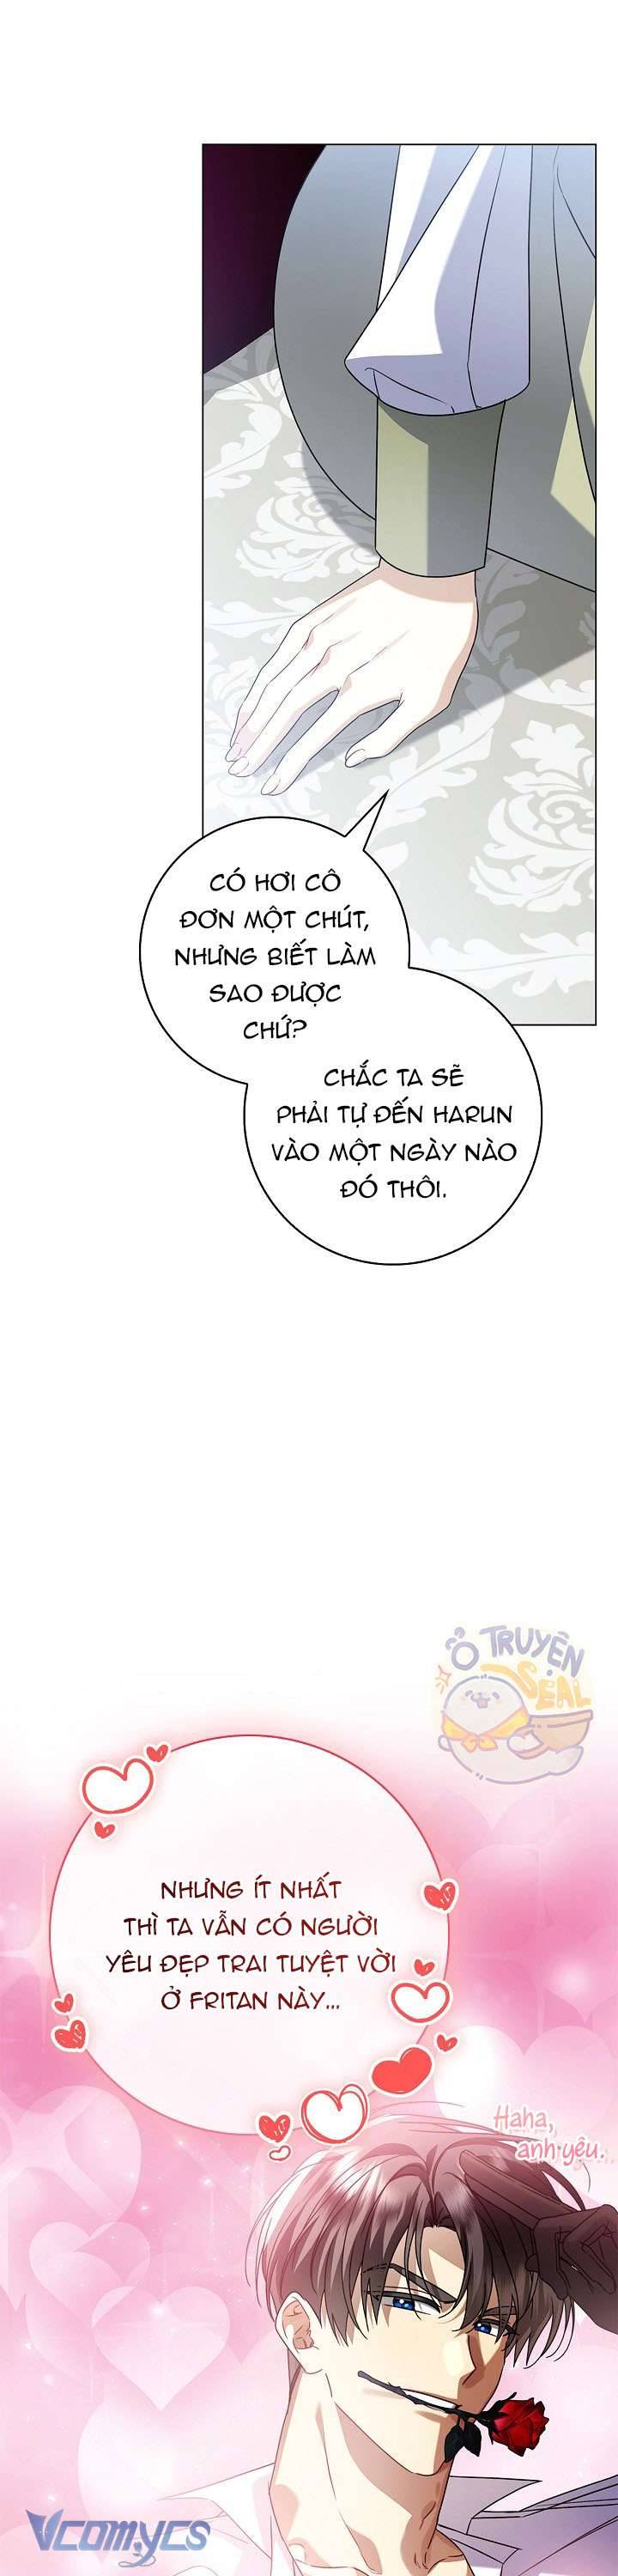 CÓ HƠI CÔ
ĐƠN MỘT CHÚT,
NHƯNG BIẾT LÀM
SAO ĐƯỢC
CHỨ?
CHẮC TA SẼ
PHẢI TỰ ĐẾN HARUN
VÀO MỘT NGÀY NÀO
ĐÓ THÔI.
Ổ TRUYỆN
SEAL
NHƯNG ÍT NHẤT
THÌ TA VẪN CÓ NGƯỜI
YÊU ĐẸP TRAI TUYỆT VỜI
Ở FRITAN NÀY...
Haha,
anh yêu.
Vcomycs